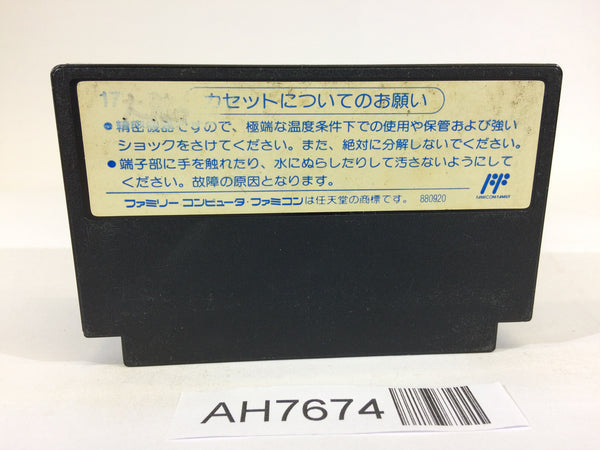 17
カセットについてのお願い
●精密機器ですので、極端な温度条件下での使用や保管および強い
ショックをさけてください。また、絶対に分解しないでください。
●端子部に手を触れたり、水にぬらしたりして汚さないようにして
ください。故障の原因となります。
ファミリーコンピュータ・ファミコンは任天堂の商標です。 880920
FAMICOM FAMILY
AH7674